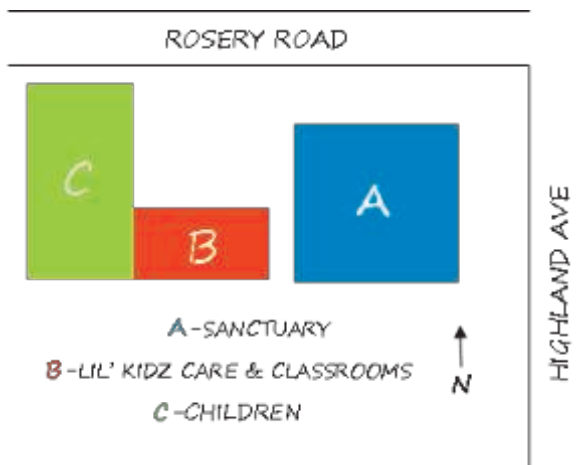 ROSERY ROAD
C
B
A
HIGHLAND AVE
A-SANCTUARY
B-LIL' KIDZ CARE & CLASSROOMS
C-CHILDREN
N